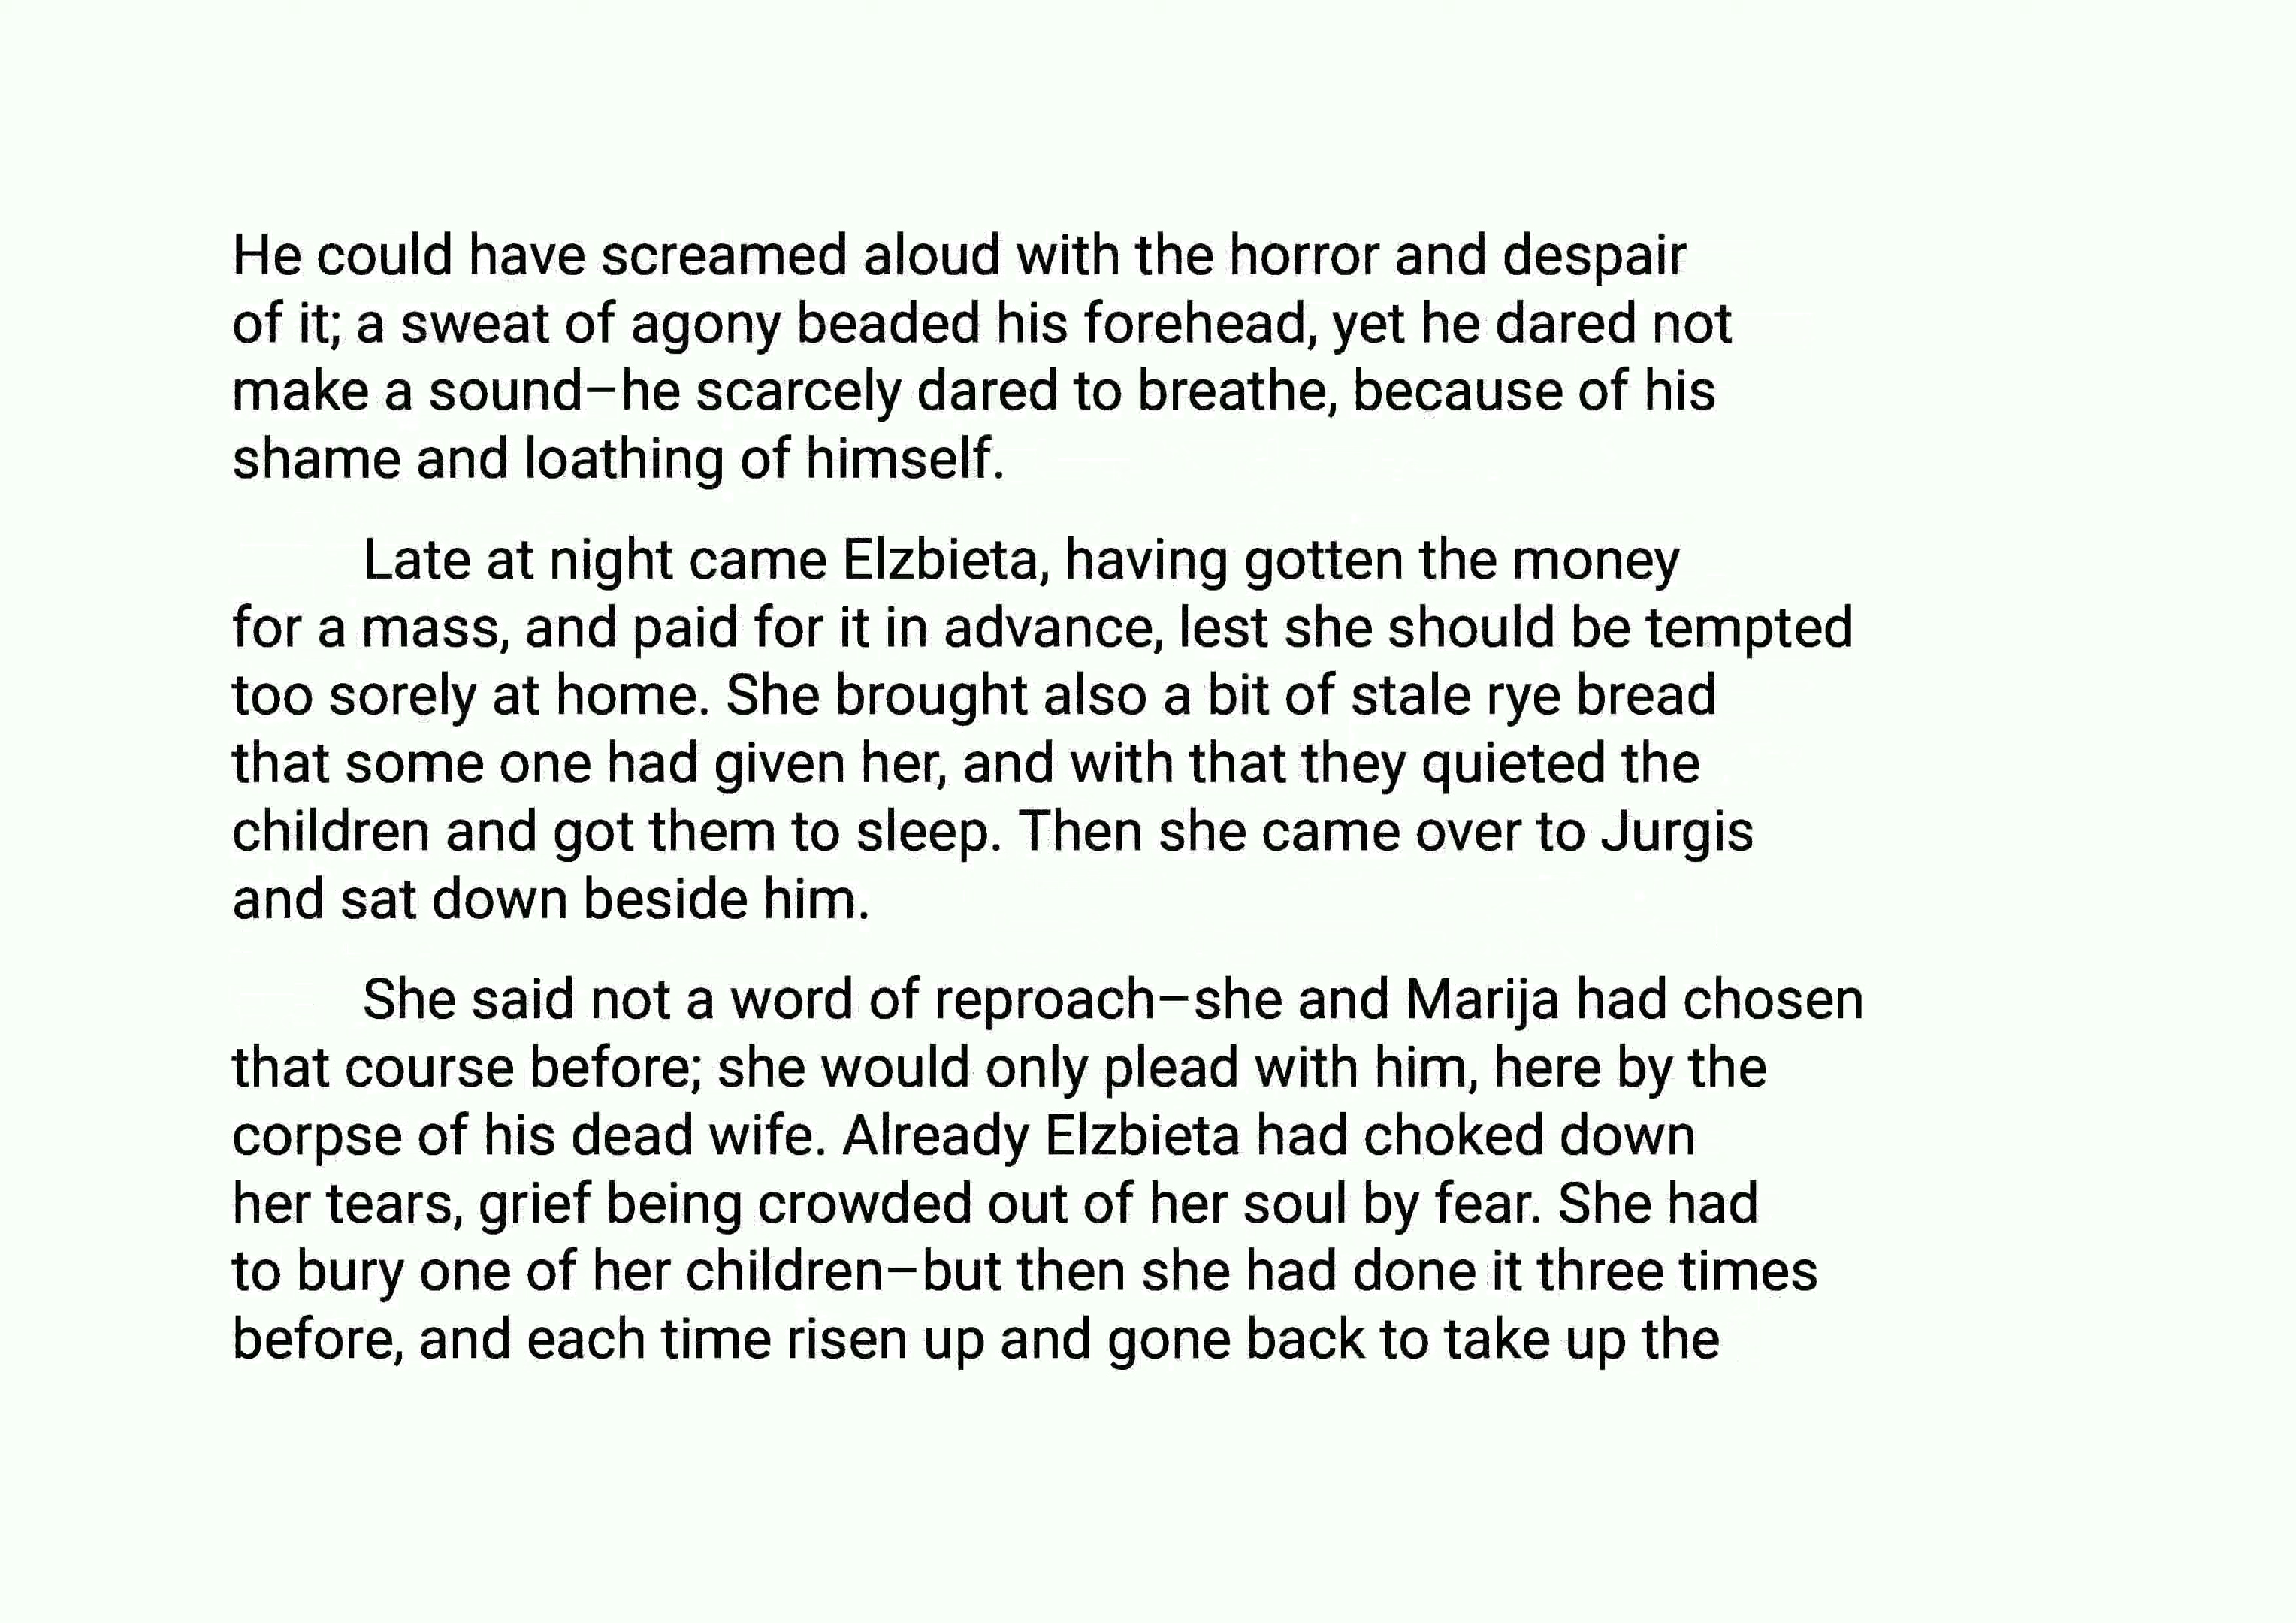 He could have screamed aloud with the horror and despair
of it; a sweat of agony beaded his forehead, yet he dared not
make a sound—he scarcely dared to breathe, because of his
shame and loathing of himself.
Late at night came Elzbieta, having gotten the money
for a mass, and paid for it in advance, lest she should be tempted
too sorely at home. She brought also a bit of stale rye bread
that some one had given her, and with that they quieted the
children and got them to sleep. Then she came over to Jurgis
and sat down beside him.
She said not a word of reproach—she and Marija had chosen
that course before; she would only plead with him, here by the
corpse of his dead wife. Already Elzbieta had choked down
her tears, grief being crowded out of her soul by fear. She had
to bury one of her children—but then she had done it three times
before, and each time risen up and gone back to take up the